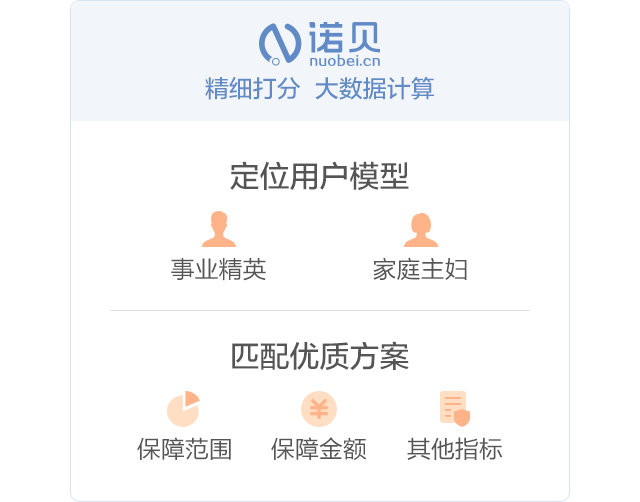 诺贝
nuobei.cn
精细打分 大数据计算
定位用户模型
事业精英 家庭主妇
匹配优质方案
保障范围 保障金额 其他指标